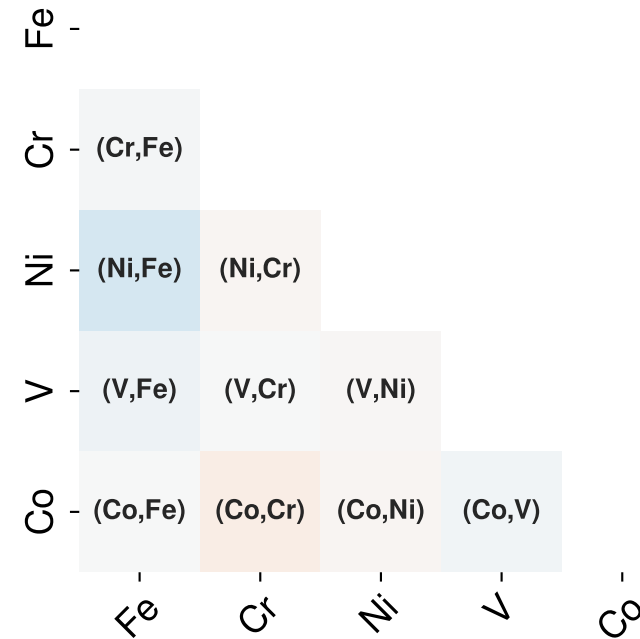 Fe
Cr (Cr,Fe)
Ni (Ni,Fe) (Ni,Cr)
V (V,Fe) (V,Cr) (V,Ni)
Co (Co,Fe) (Co,Cr) (Co,Ni) (Co,V)
Fe Cr Ni V Co